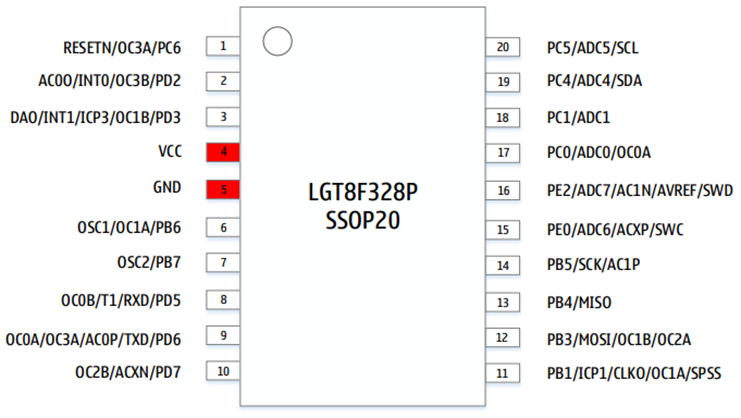 RESETN/OC3A/PC6 1 20 PC5/ADC5/SCL
AC0O/INT0/OC3B/PD2 2 19 PC4/ADC4/SDA
DAO/INT1/ICP3/OC1B/PD3 3 18 PC1/ADC1
VCC 4 17 PC0/ADC0/OC0A
GND 5 16 PE2/ADC7/AC1N/AVREF/SWD
LGT8F328P
SSOP20
OSC1/OC1A/PB6 6 15 PE0/ADC6/ACXP/SWC
OSC2/PB7 7 14 PB5/SCK/AC1P
OC0B/T1/RXD/PD5 8 13 PB4/MISO
OC0A/OC3A/AC0P/TXD/PD6 9 12 PB3/MOSI/OC1B/OC2A
OC2B/ACXN/PD7 10 11 PB1/ICP1/CLKO/OC1A/SPSS